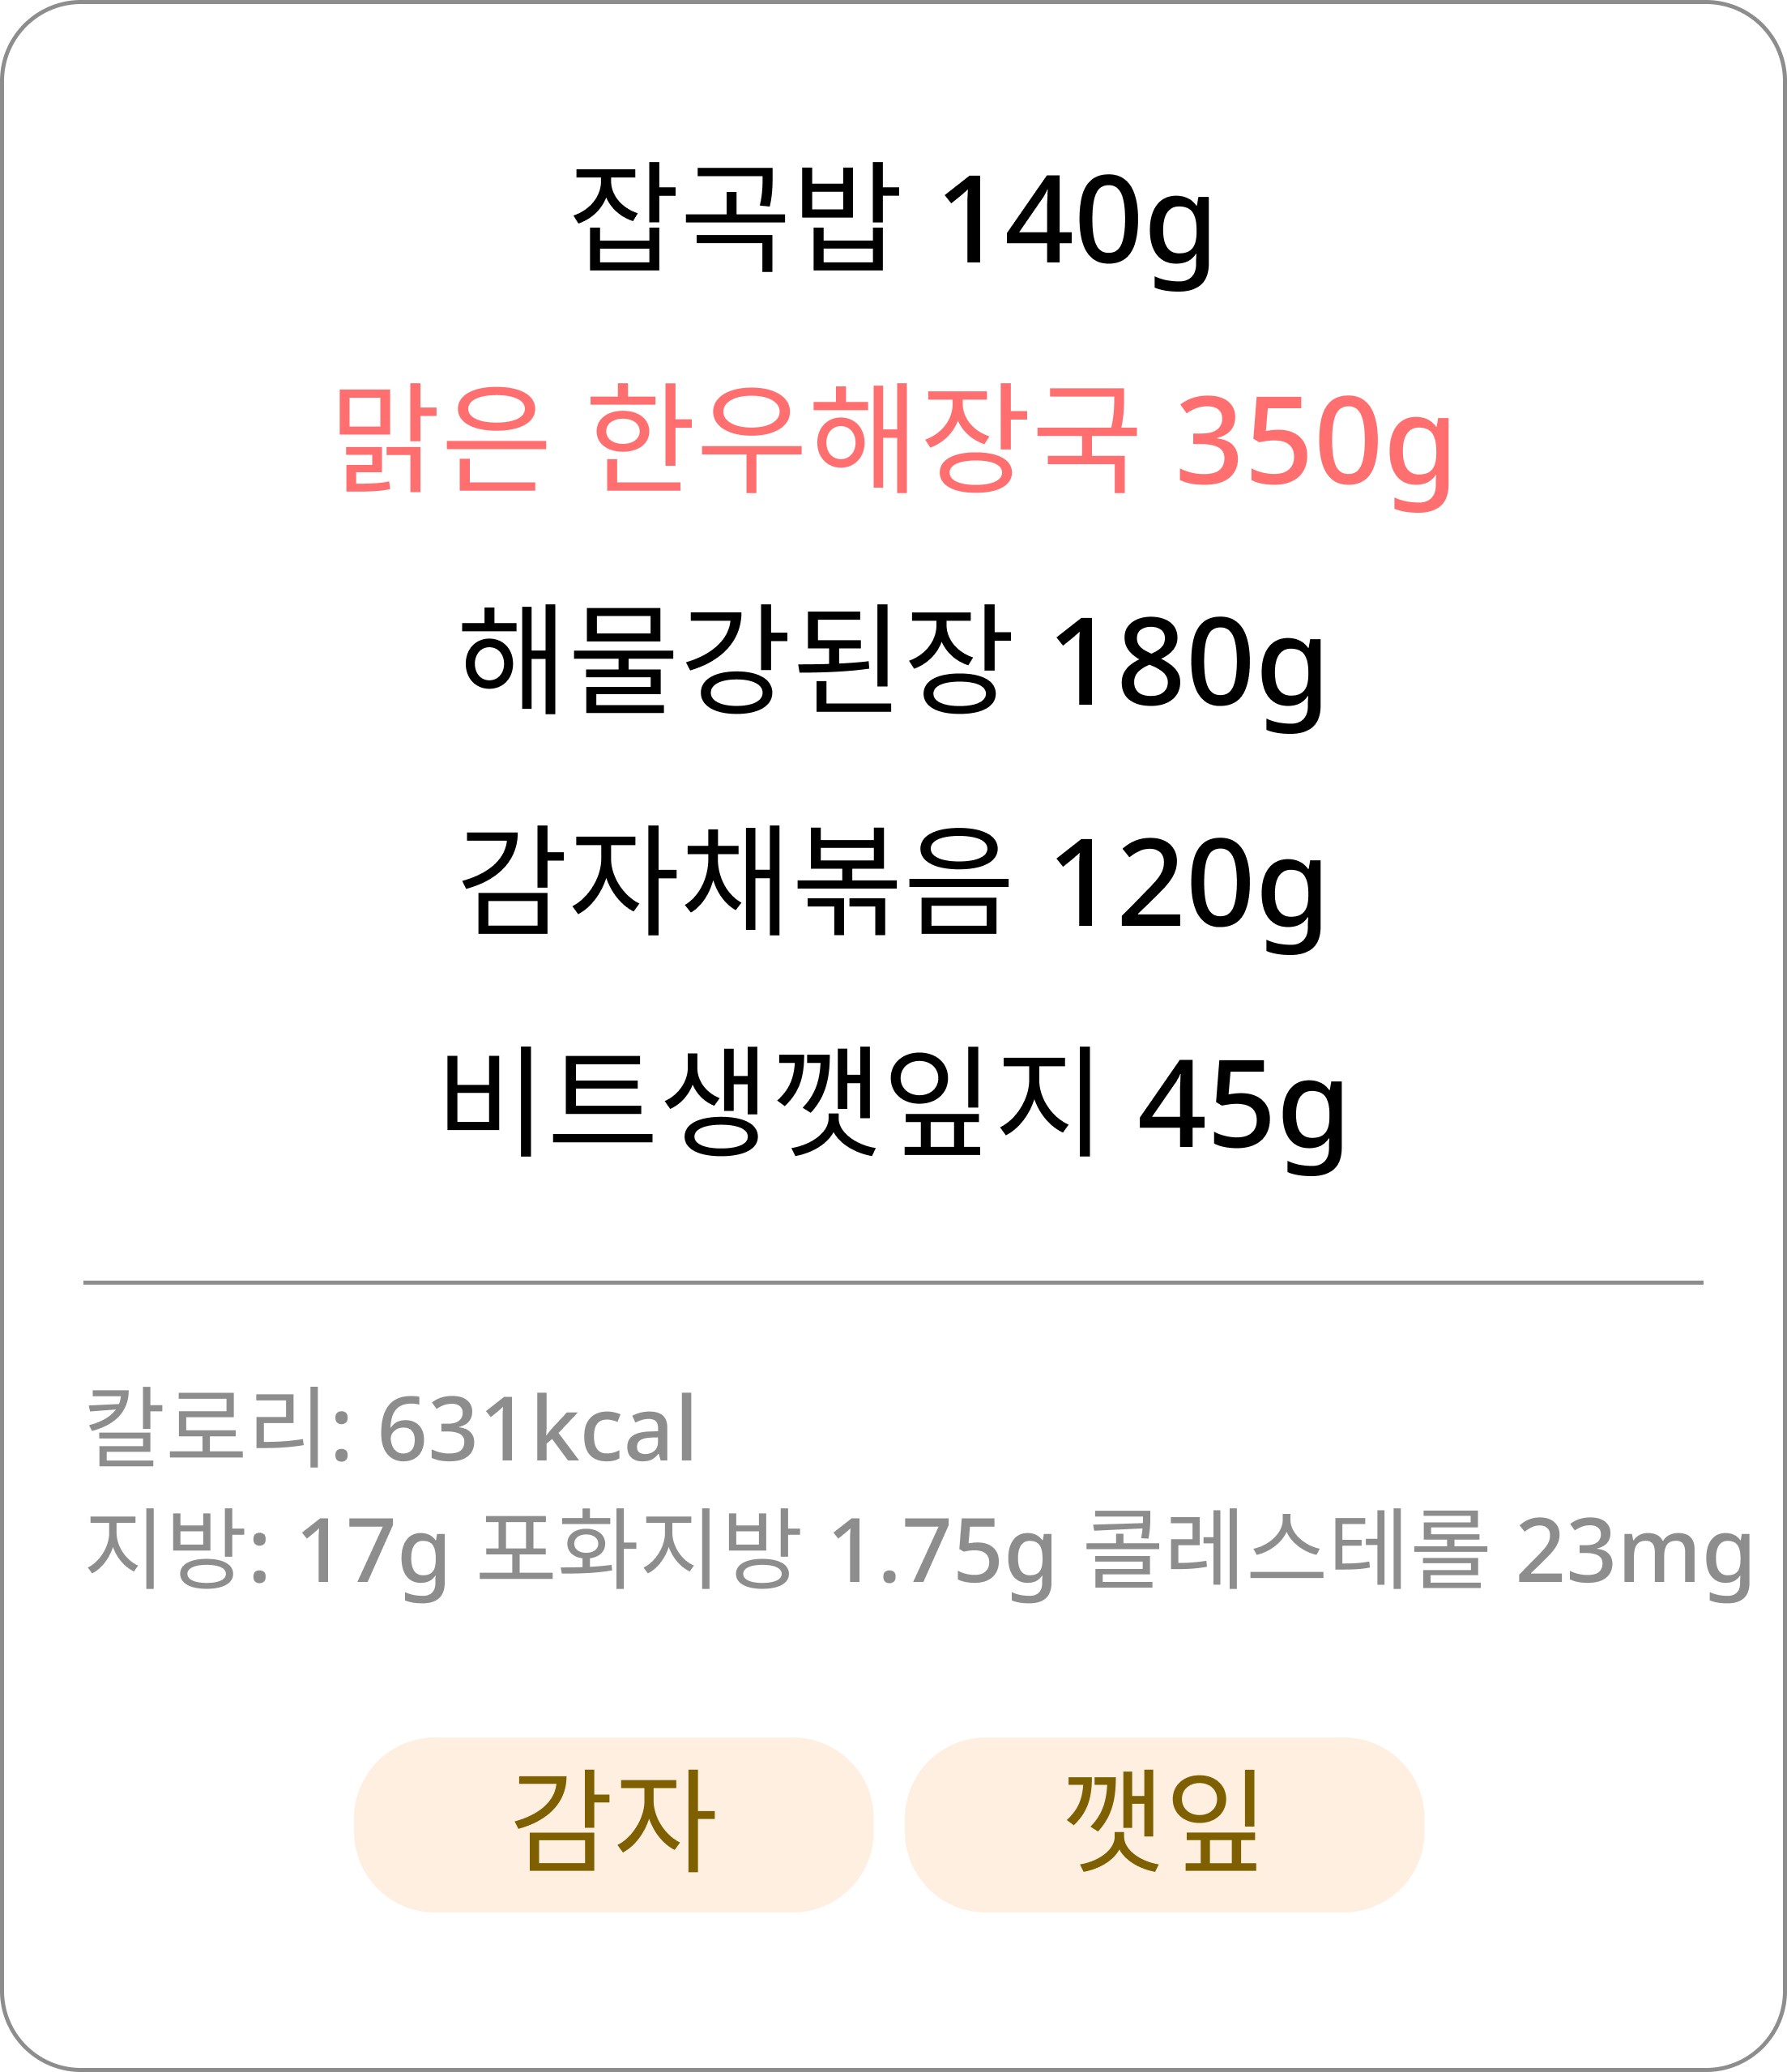 잡곡밥 140g
맑은 한우해장국 350g
해물강된장 180g
감자채볶음 120g
비트생깻잎지 45g
칼로리: 631kcal
지방: 17g 포화지방 1.75g 콜레스테롤 23mg
감자 깻잎